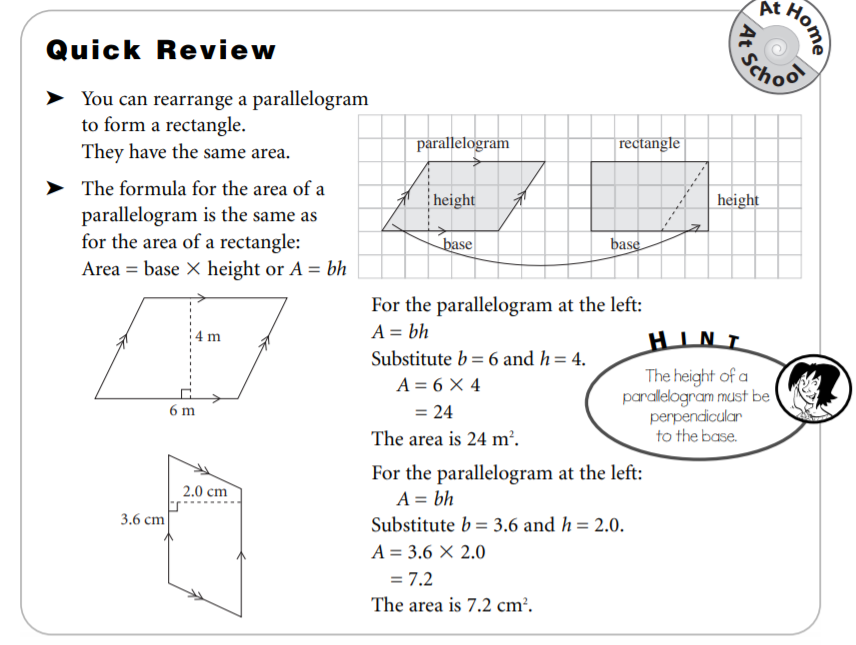 At Home
At School
Quick Review
➤ You can rearrange a parallelogram
to form a rectangle.
They have the same area.
➤ The formula for the area of a
parallelogram is the same as
for the area of a rectangle:
Area = base × height or A = bh
parallelogram
height
base
rectangle
height
base
4 m
6 m
For the parallelogram at the left:
A = bh
Substitute b = 6 and h = 4.
A = 6 × 4
= 24
The area is 24 m².
HINT
The height of a
parallelogram must be
perpendicular
to the base.
2.0 cm
3.6 cm
For the parallelogram at the left:
A = bh
Substitute b = 3.6 and h = 2.0.
A = 3.6 × 2.0
= 7.2
The area is 7.2 cm².